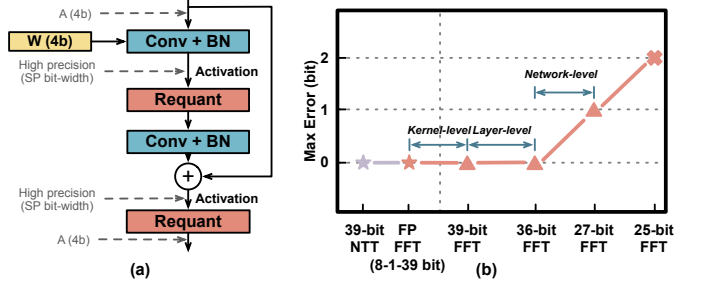 A (4b)
W (4b)
Conv + BN
High precision
(SP bit-width)
Activation
Requant
Conv + BN
+
High precision
(SP bit-width)
Activation
Requant
A (4b)
(a)
Max Error (bit)
2
1
0
Network-level
Kernel-level
Layer-level
39-bit
NTT
FP
FFT
(8-1-39 bit)
39-bit
FFT
36-bit
FFT
27-bit
FFT
25-bit
FFT
(b)